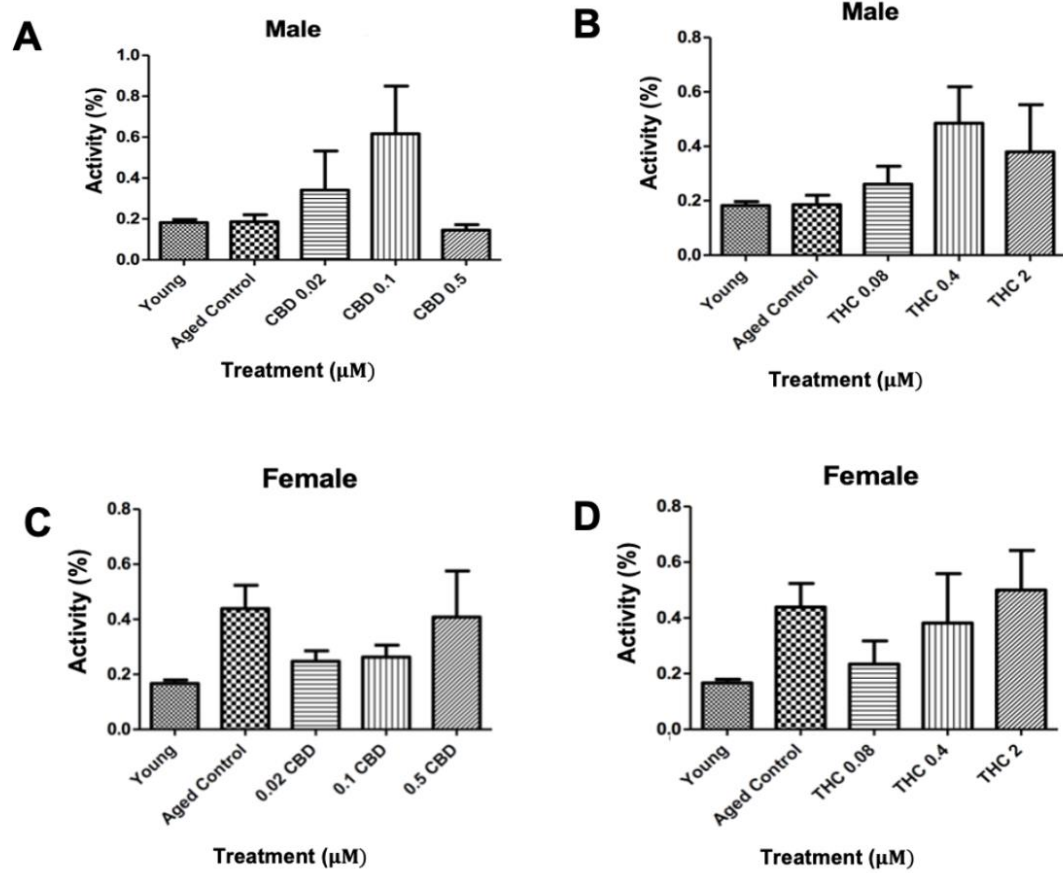 A
Male
Activity (%)
1.0
0.8
0.6
0.4
0.2
0.0
Young
Aged Control
CBD 0.02
CBD 0.1
CBD 0.5
Treatment (μM)
B
Male
Activity (%)
0.8
0.6
0.4
0.2
0.0
Young
Aged Control
THC 0.08
THC 0.4
THC 2
Treatment (μM)
C
Female
Activity (%)
0.8
0.6
0.4
0.2
0.0
Young
Aged Control
0.02 CBD
0.1 CBD
0.5 CBD
Treatment (μM)
D
Female
Activity (%)
0.8
0.6
0.4
0.2
0.0
Young
Aged Control
THC 0.08
THC 0.4
THC 2
Treatment (μM)